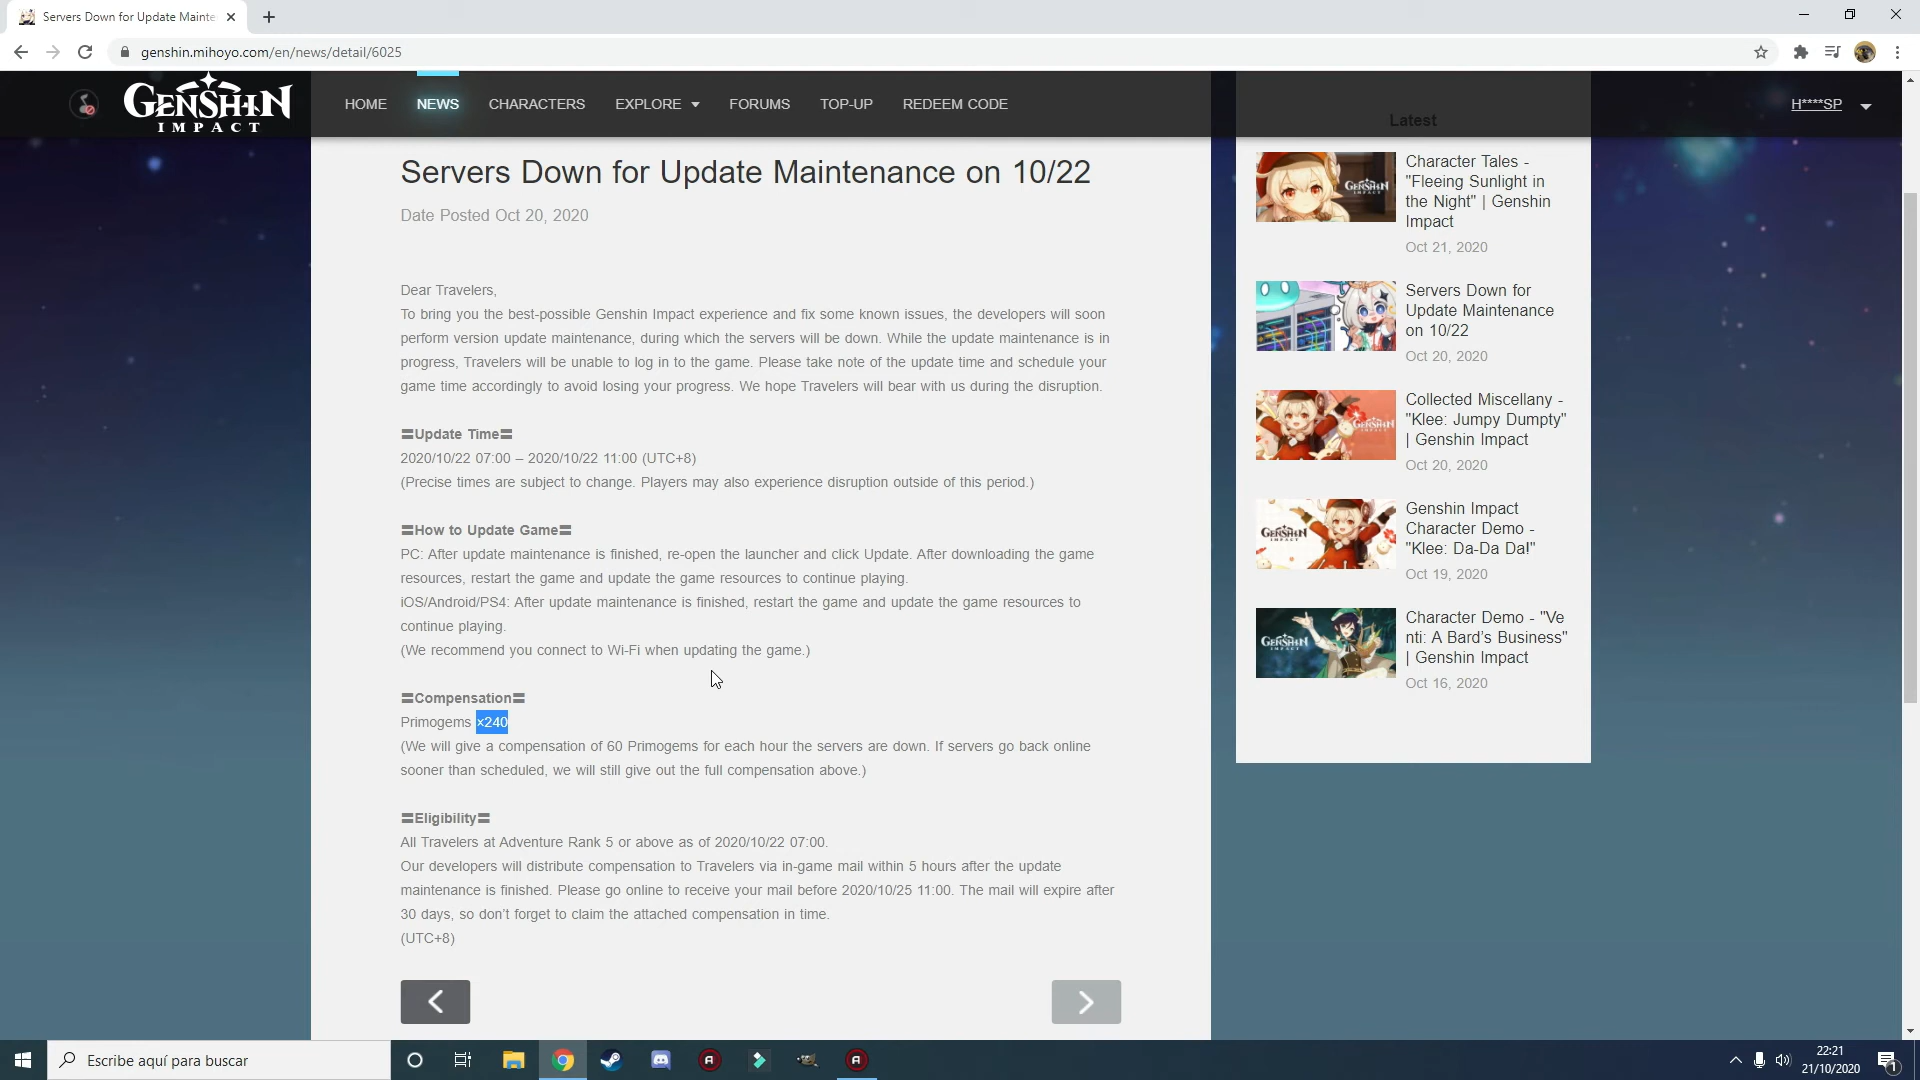 Servers Down for Update Mainte
genshin.mihoyo.com/en/news/detail/6025
GENSHIN
IMPACT
HOME
NEWS
CHARACTERS
EXPLORE
FORUMS
TOP-UP
REDEEM CODE
H****SP
Servers Down for Update Maintenance on 10/22
Date Posted Oct 20, 2020
Dear Travelers,
To bring you the best-possible Genshin Impact experience and fix some known issues, the developers will soon
perform version update maintenance, during which the servers will be down. While the update maintenance is in
progress, Travelers will be unable to log in to the game. Please take note of the update time and schedule your
game time accordingly to avoid losing your progress. We hope Travelers will bear with us during the disruption.
〓Update Time〓
2020/10/22 07:00 – 2020/10/22 11:00 (UTC+8)
(Precise times are subject to change. Players may also experience disruption outside of this period.)
〓How to Update Game〓
PC: After update maintenance is finished, re-open the launcher and click Update. After downloading the game
resources, restart the game and update the game resources to continue playing.
iOS/Android/PS4: After update maintenance is finished, restart the game and update the game resources to
continue playing.
(We recommend you connect to Wi-Fi when updating the game.)
〓Compensation〓
Primogems ×240
(We will give a compensation of 60 Primogems for each hour the servers are down. If servers go back online
sooner than scheduled, we will still give out the full compensation above.)
〓Eligibility〓
All Travelers at Adventure Rank 5 or above as of 2020/10/22 07:00.
Our developers will distribute compensation to Travelers via in-game mail within 5 hours after the update
maintenance is finished. Please go online to receive your mail before 2020/10/25 11:00. The mail will expire after
30 days, so don't forget to claim the attached compensation in time.
(UTC+8)
Latest
GENSHIN
Character Tales -
"Fleeing Sunlight in
the Night" | Genshin
Impact
Oct 21, 2020
Servers Down for
Update Maintenance
on 10/22
Oct 20, 2020
GENSHIN
Collected Miscellany -
"Klee: Jumpy Dumpty"
| Genshin Impact
Oct 20, 2020
GENSHIN
Genshin Impact
Character Demo -
"Klee: Da-Da Da!"
Oct 19, 2020
GENSHIN
Character Demo - "Ve
nti: A Bard's Business"
| Genshin Impact
Oct 16, 2020
Escribe aquí para buscar
22:21
21/10/2020
1